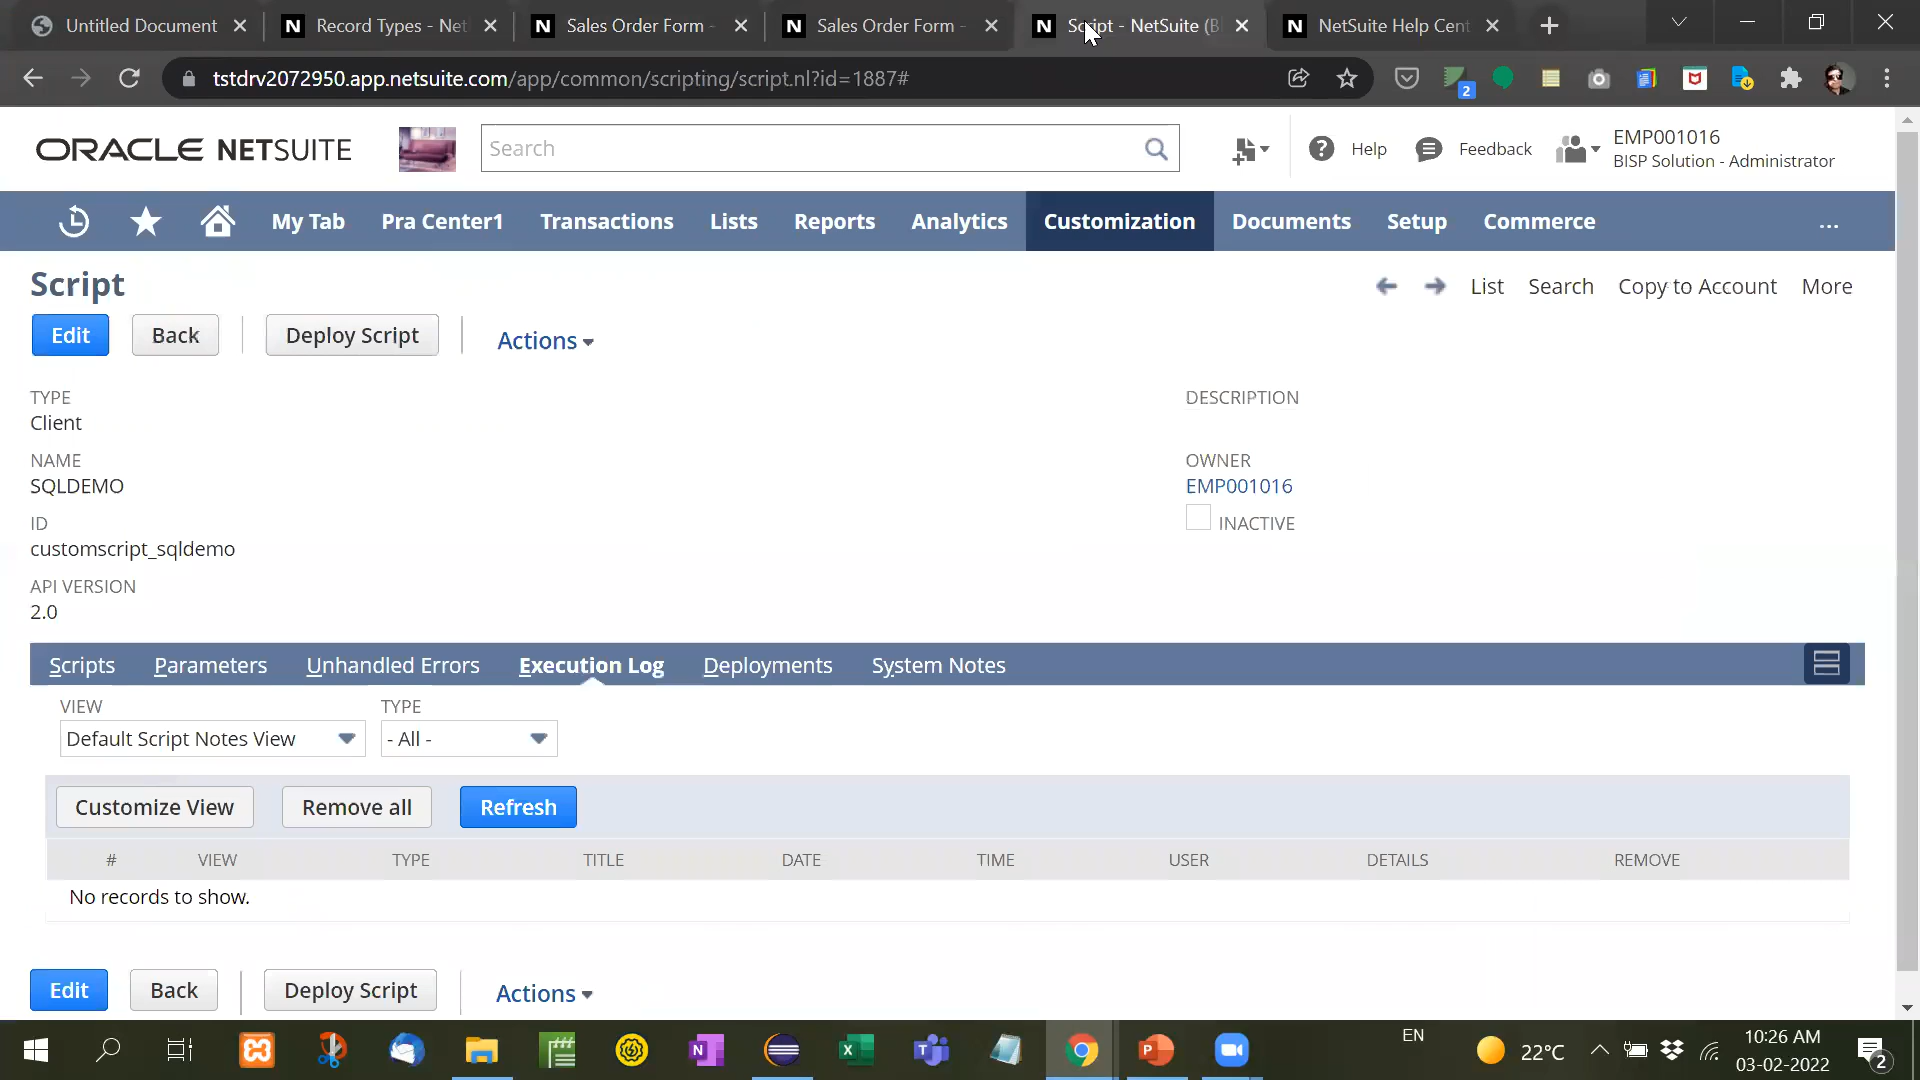 Untitled Document
Record Types - Net
Sales Order Form -
Sales Order Form -
Script - NetSuite (B
NetSuite Help Cent
tstdrv2072950.app.netsuite.com/app/common/scripting/script.nl?id=1887#
2
ORACLE NETSUITE
Search
Help
Feedback
EMP001016
BISP Solution - Administrator
My Tab
Pra Center1
Transactions
Lists
Reports
Analytics
Customization
Documents
Setup
Commerce
...
Script
List
Search
Copy to Account
More
Edit
Back
Deploy Script
Actions
TYPE
Client
DESCRIPTION
NAME
SQLDEMO
OWNER
EMP001016
ID
customscript_sqldemo
INACTIVE
API VERSION
2.0
Scripts
Parameters
Unhandled Errors
Execution Log
Deployments
System Notes
VIEW
TYPE
Default Script Notes View
- All -
Customize View
Remove all
Refresh
#
VIEW
TYPE
TITLE
DATE
TIME
USER
DETAILS
REMOVE
No records to show.
Edit
Back
Deploy Script
Actions
EN
22°C
10:26 AM
03-02-2022
2